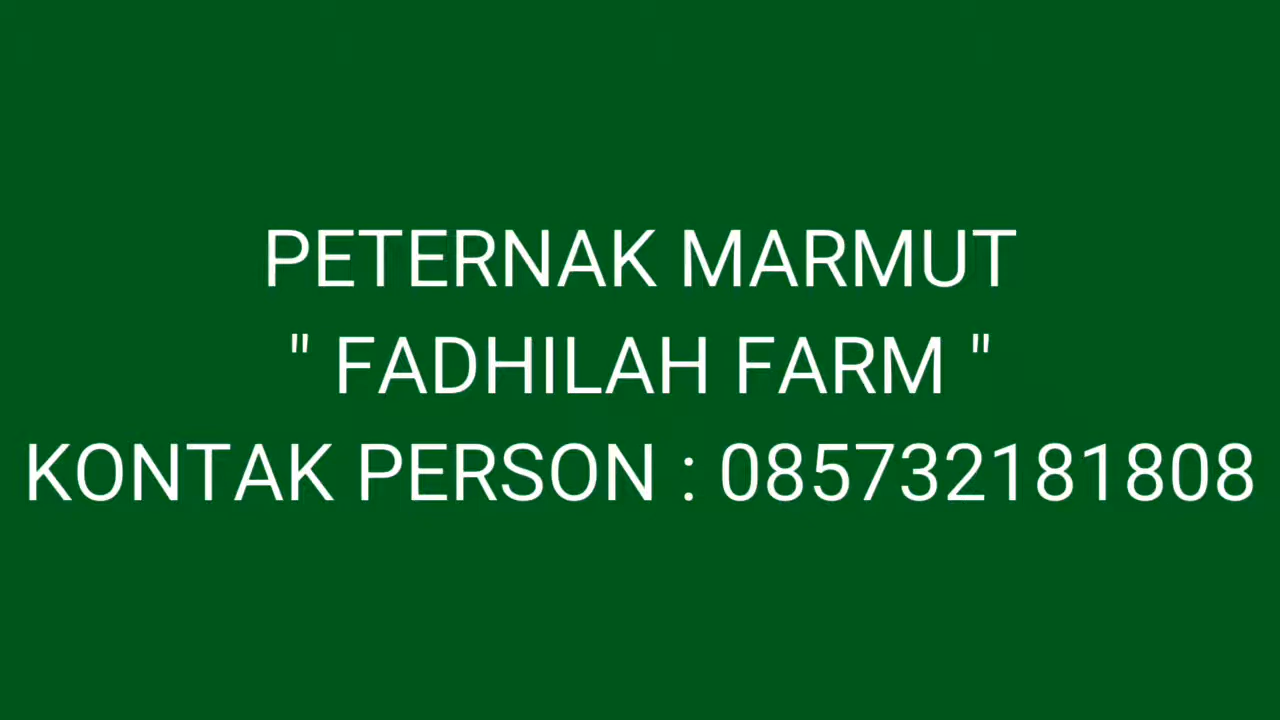 PETERNAK MARMUT
" FADHILAH FARM "
KONTAK PERSON : 085732181808